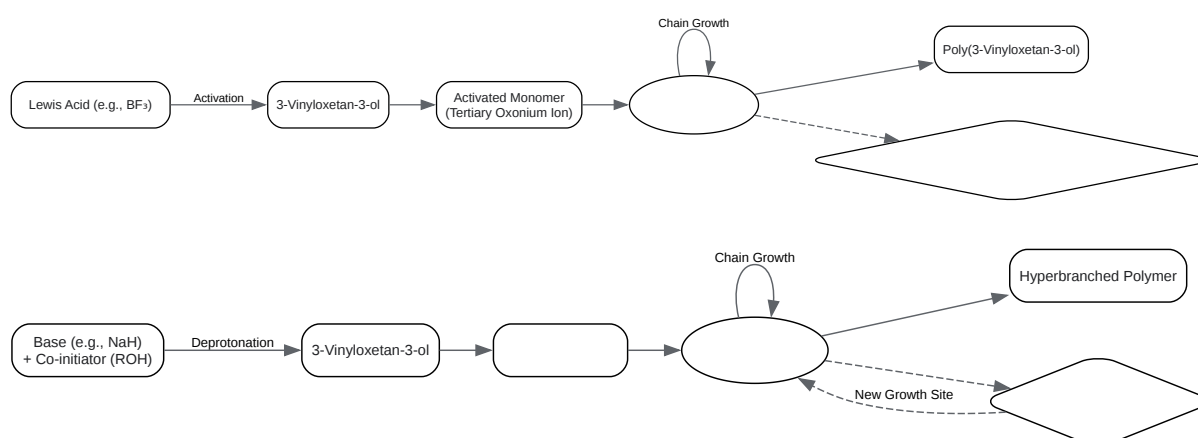 Chain Growth
Poly(3-Vinyloxetan-3-ol)
Lewis Acid (e.g., BF₃)
Activation
3-Vinyloxetan-3-ol
Activated Monomer
(Tertiary Oxonium Ion)
Chain Growth
Hyperbranched Polymer
Base (e.g., NaH)
+ Co-initiator (ROH)
Deprotonation
3-Vinyloxetan-3-ol
New Growth Site